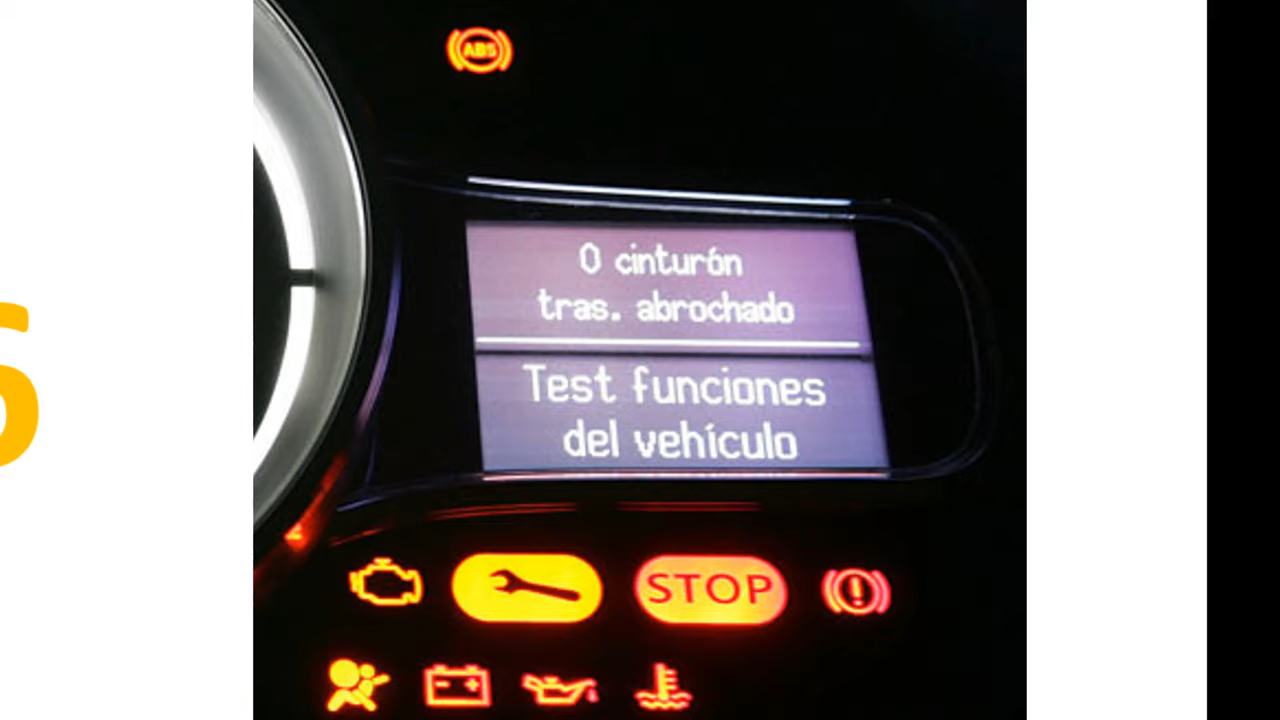 ABS
0 cinturón
tras. abrochado
Test funciones
del vehículo
STOP